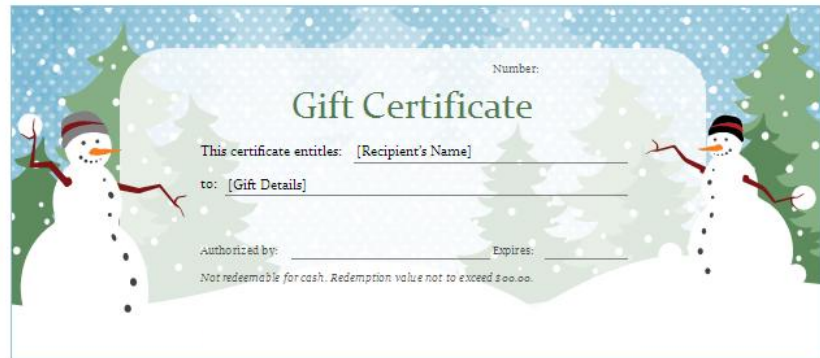 Number:
Gift Certificate
This certificate entitles: [Recipient's Name]
to: [Gift Details]
Authorized by: Expires:
Not redeemable for cash. Redemption value not to exceed $00.00.